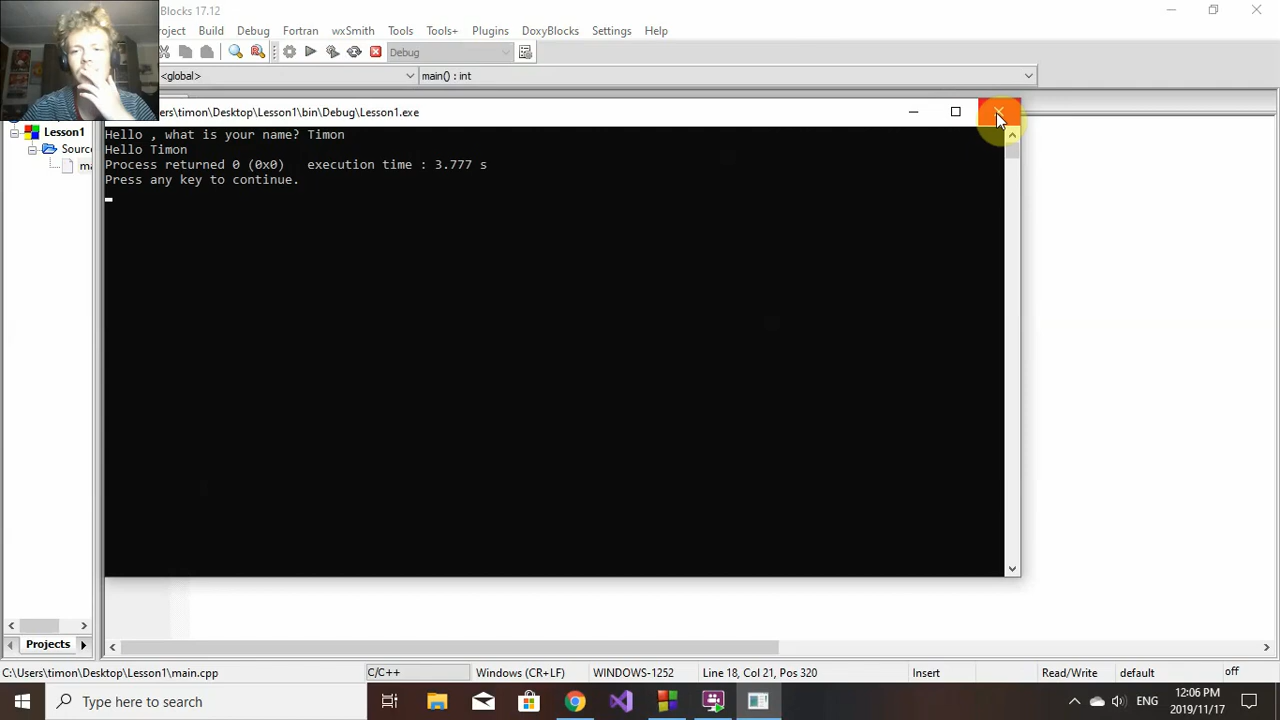 Blocks 17.12
roject Build Debug Fortran wxSmith Tools Tools+ Plugins DoxyBlocks Settings Help
Debug
<global> main() : int
ers\timon\Desktop\Lesson1\bin\Debug\Lesson1.exe
Lesson1
Sourc
ma
Hello , what is your name? Timon
Hello Timon
Process returned 0 (0x0)   execution time : 3.777 s
Press any key to continue.
Projects
C:\Users\timon\Desktop\Lesson1\main.cpp C/C++ Windows (CR+LF) WINDOWS-1252 Line 18, Col 21, Pos 320 Insert Read/Write default off
Type here to search
ENG
12:06 PM
2019/11/17